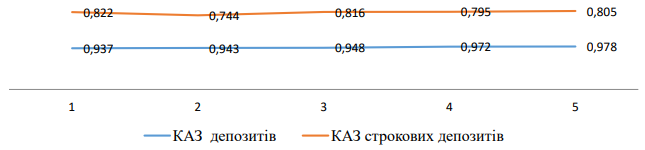 0,822 0,744 0,816 0,795 0,805
0,937 0,943 0,948 0,972 0,978
1 2 3 4 5
КАЗ депозитів КАЗ строкових депозитів